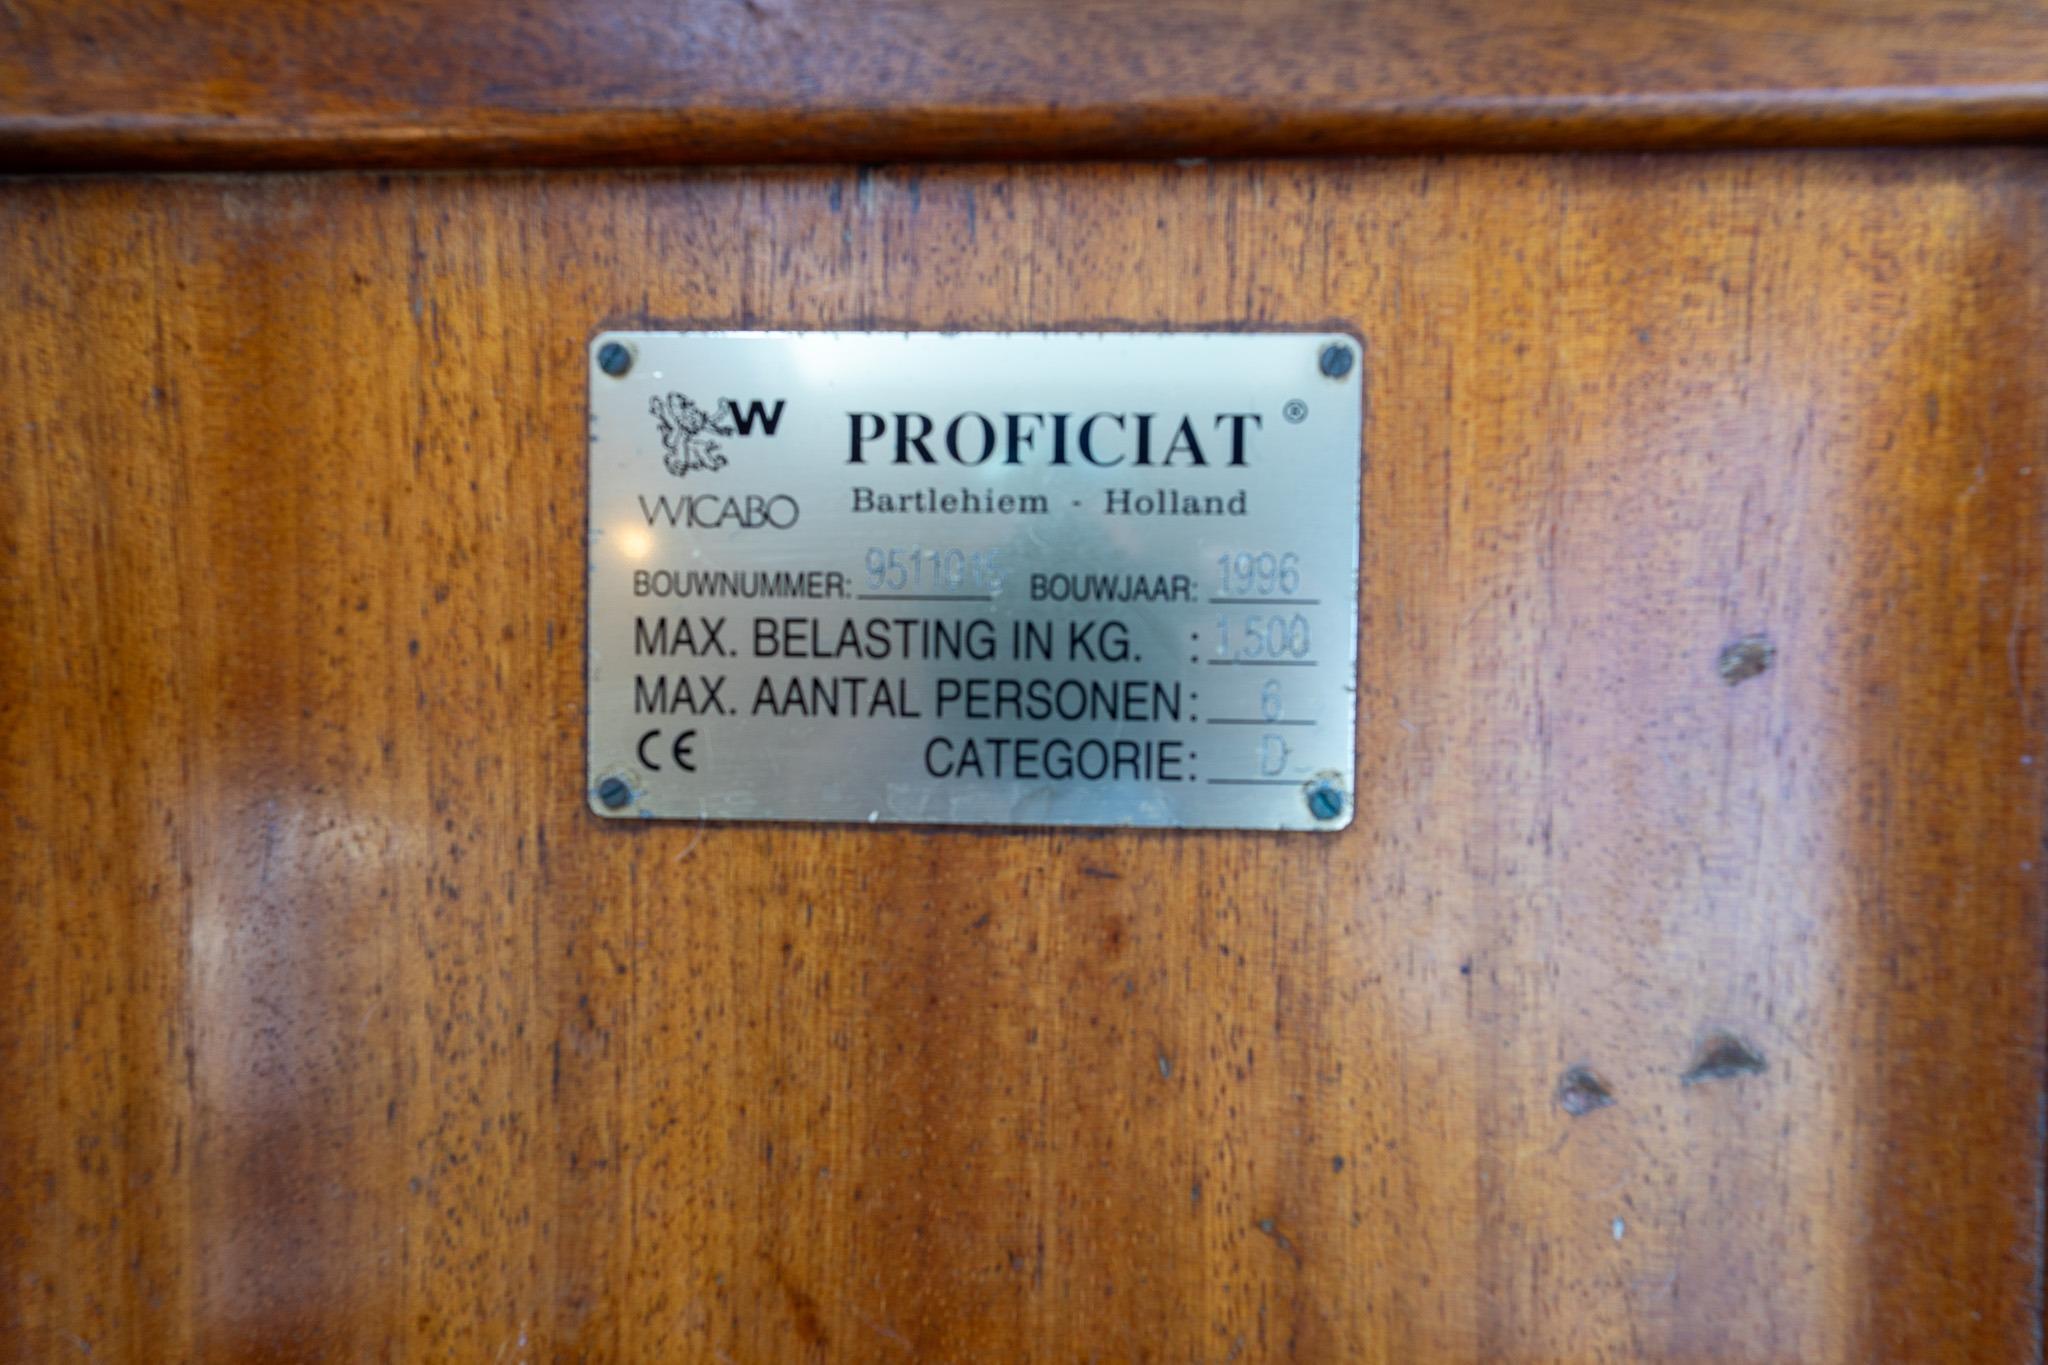 W PROFICIAT ®
WICABO Bartlehiem - Holland
BOUWNUMMER: 9511015 BOUWJAAR: 1996
MAX. BELASTING IN KG. : 1,500
MAX. AANTAL PERSONEN: 6
CE CATEGORIE: D